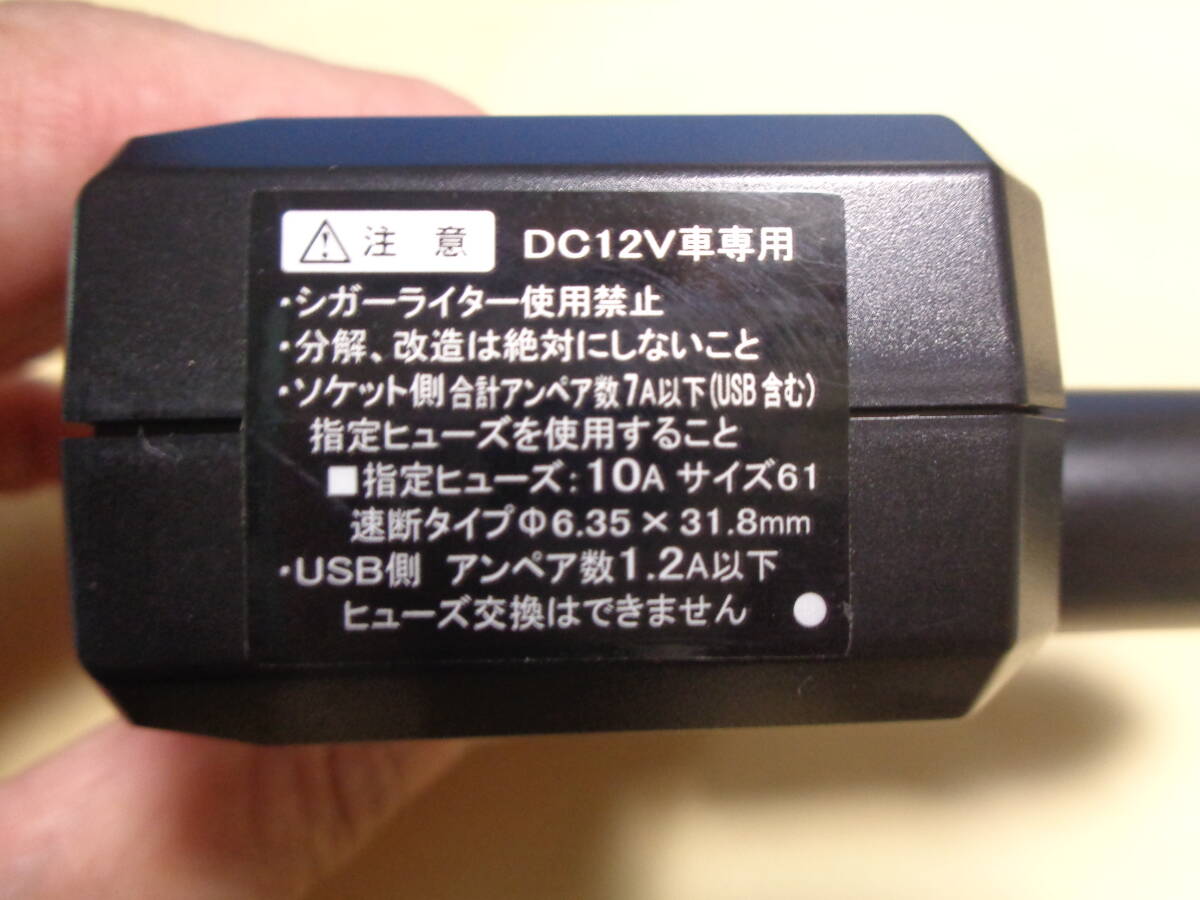 注 意 DC12V車専用
・シガーライター使用禁止
・分解、改造は絶対にしないこと
・ソケット側 合計アンペア数7A以下(USB含む)
指定ヒューズを使用すること
■指定ヒューズ:10A サイズ61
速断タイプΦ6.35×31.8mm
・USB側 アンペア数1.2A以下
ヒューズ交換はできません